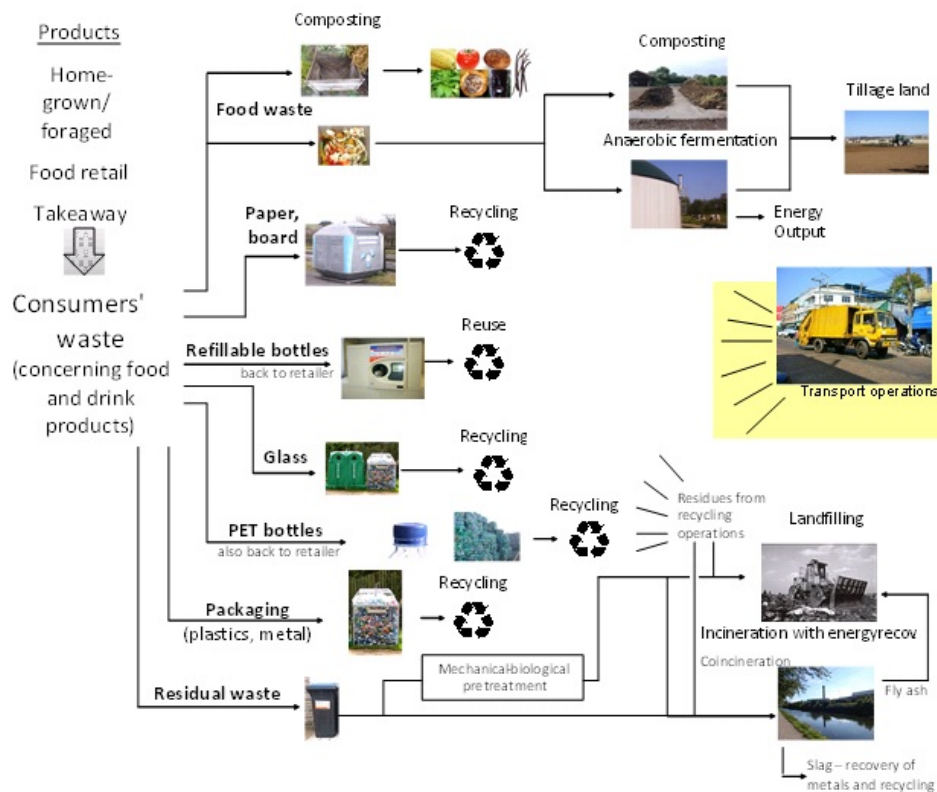 Products
Home-
grown/
foraged
Food retail
Takeaway
Consumers'
waste
(concerning food
and drink
products)
Composting
Food waste
Composting
Anaerobic fermentation
Tillage land
Energy
Output
Paper,
board
Recycling
Refillable bottles
back to retailer
Reuse
Transport operations
Glass
Recycling
PET bottles
also back to retailer
Recycling
Residues from
recycling
operations
Landfilling
Packaging
(plastics, metal)
Recycling
Incineration with energyrecov.
Coincineration
Mechanical-biological
pretreatment
Fly ash
Residual waste
Slag – recovery of
metals and recycling